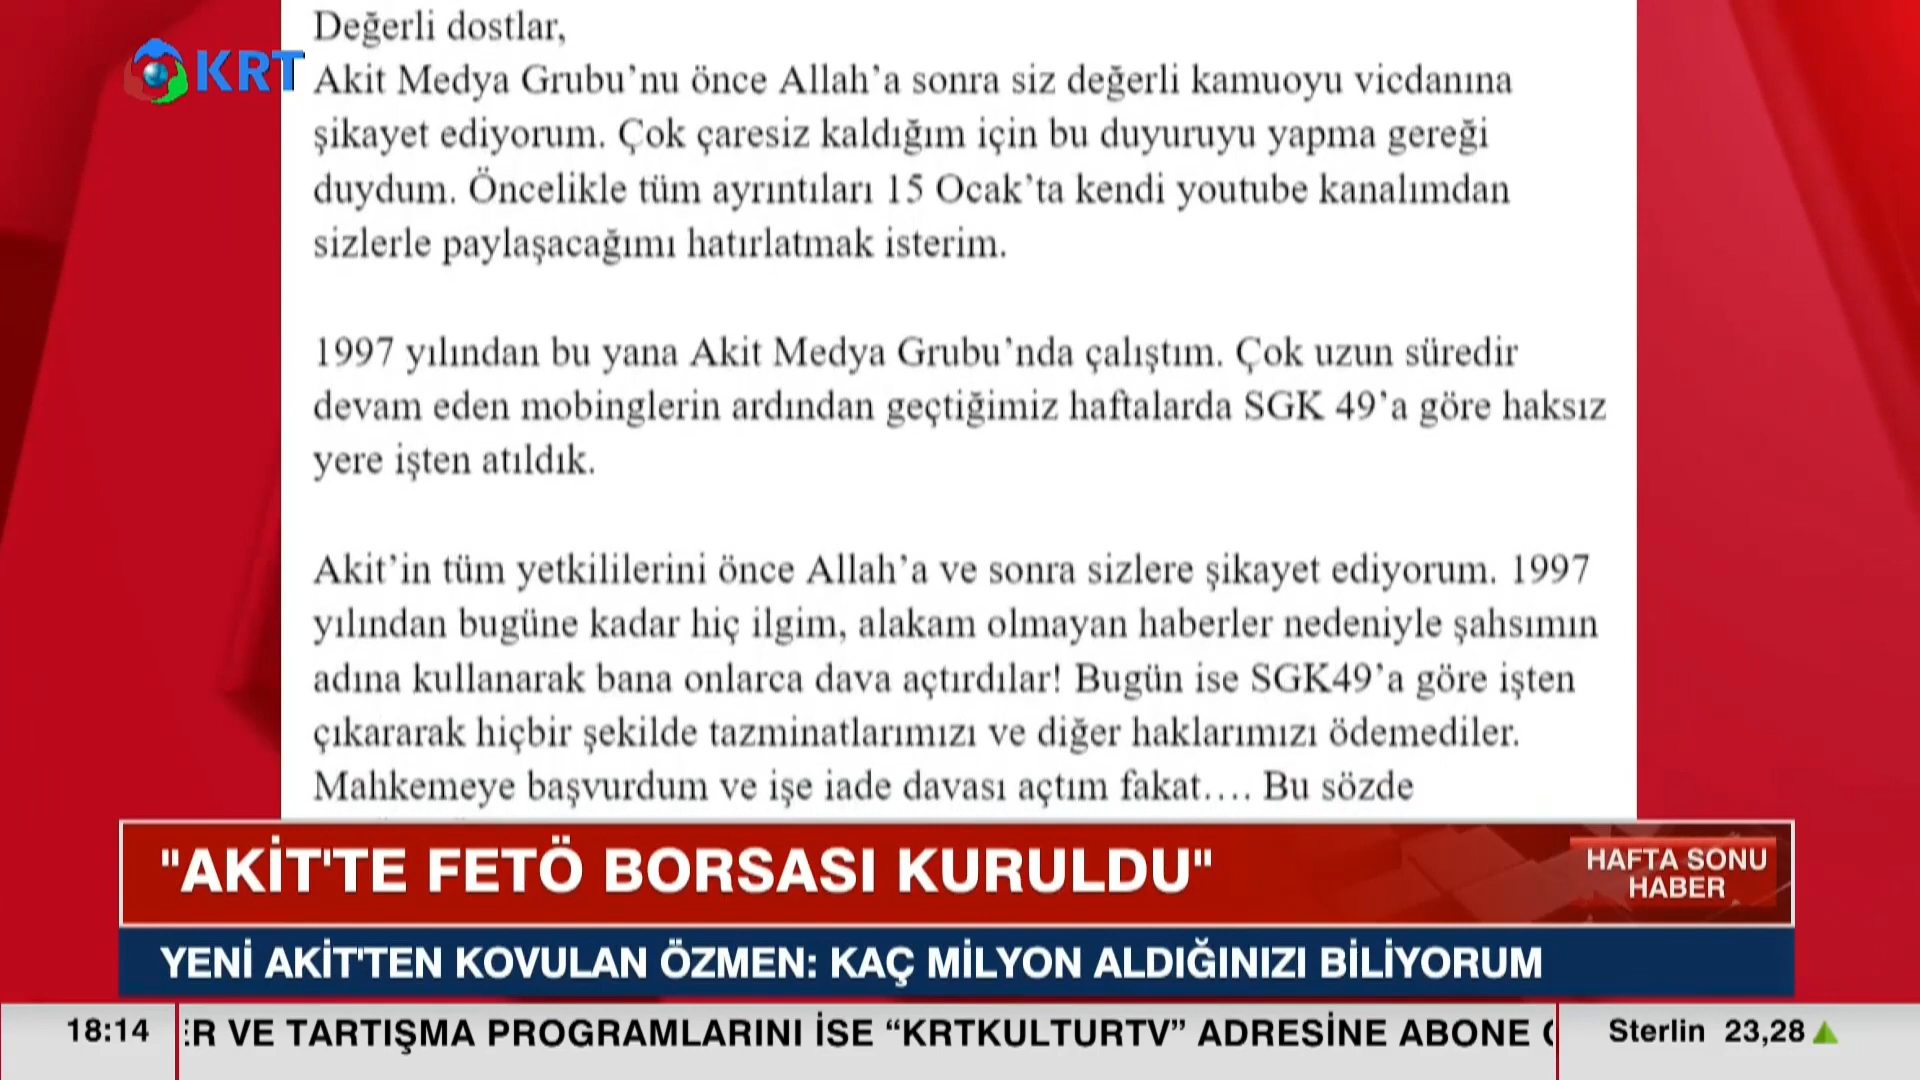 Değerli dostlar,
KRT
Akit Medya Grubu’nu önce Allah’a sonra siz değerli kamuoyu vicdanına
şikayet ediyorum. Çok çaresiz kaldığım için bu duyuruyu yapma gereği
duydum. Öncelikle tüm ayrıntıları 15 Ocak’ta kendi youtube kanalımdan
sizlerle paylaşacağımı hatırlatmak isterim.
1997 yılından bu yana Akit Medya Grubu’nda çalıştım. Çok uzun süredir
devam eden mobinglerin ardından geçtiğimiz haftalarda SGK 49’a göre haksız
yere işten atıldık.
Akit’in tüm yetkililerini önce Allah’a ve sonra sizlere şikayet ediyorum. 1997
yılından bugüne kadar hiç ilgim, alakam olmayan haberler nedeniyle şahsımın
adına kullanarak bana onlarca dava açtırdılar! Bugün ise SGK49’a göre işten
çıkararak hiçbir şekilde tazminatlarımızı ve diğer haklarımızı ödemediler.
Mahkemeye başvurdum ve işe iade davası açtım fakat…. Bu sözde
"AKİT'TE FETÖ BORSASI KURULDU"
HAFTA SONU
HABER
YENİ AKİT'TEN KOVULAN ÖZMEN: KAÇ MİLYON ALDIĞINIZI BİLİYORUM
18:14
ER VE TARTIŞMA PROGRAMLARINI İSE “KRTKULTURTV” ADRESİNE ABONE
Sterlin 23,28